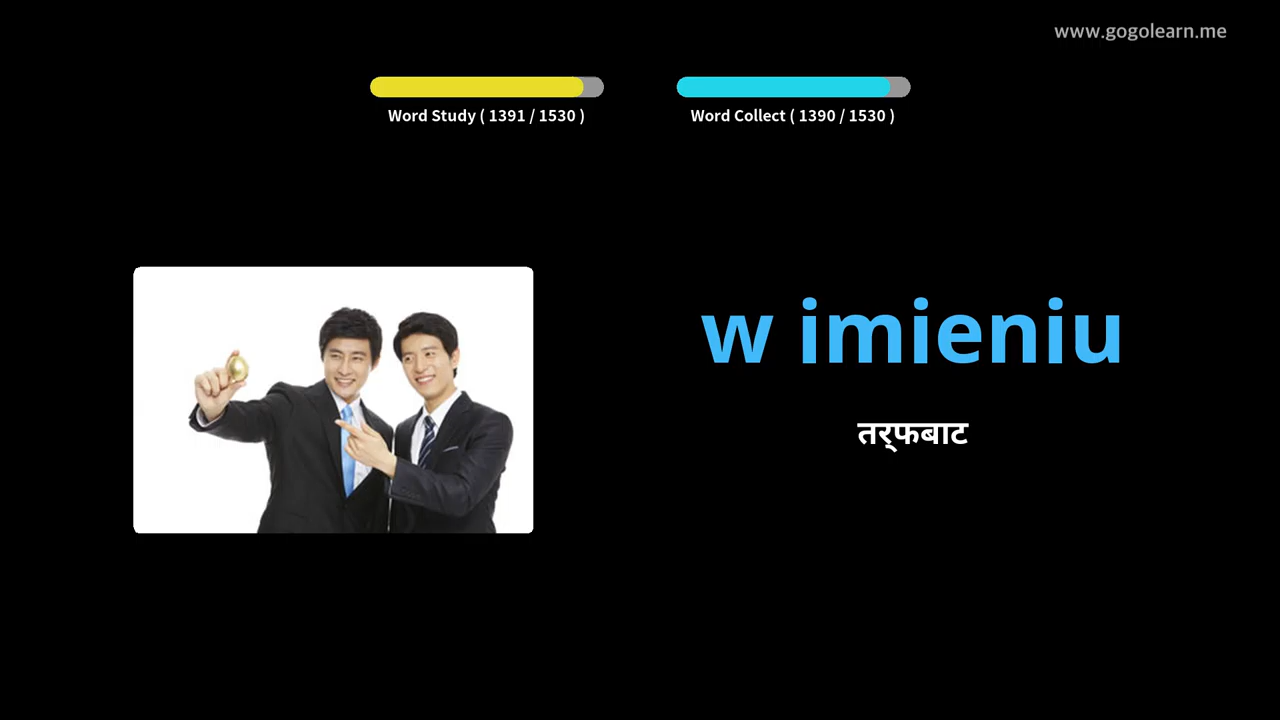 www.gogolearn.me
Word Study ( 1391 / 1530 )
Word Collect ( 1390 / 1530 )
w imieniu
तर्फबाट